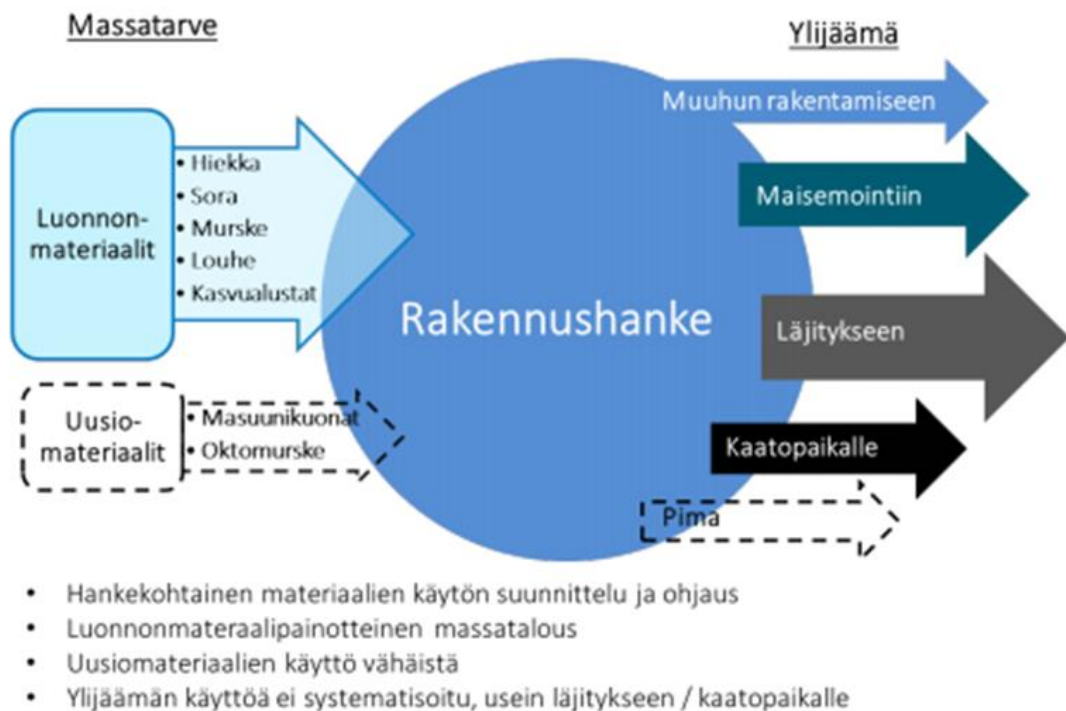 Massatarve
Ylijäämä
Luonnon-
materiaalit
• Hiekka
• Sora
• Murske
• Louhe
• Kasvualustat
Uusio-
materiaalit
• Masuunikuonat
• Oktomurske
Rakennushanke
Muuhun rakentamiseen
Maisemointiin
Läjitykseen
Kaatopaikalle
Pima
• Hankekohtainen materiaalien käytön suunnittelu ja ohjaus
• Luonnonmateraalipainotteinen massatalous
• Uusiomateriaalien käyttö vähäistä
• Ylijäämän käyttöä ei systematisoitu, usein läjitykseen / kaatopaikalle